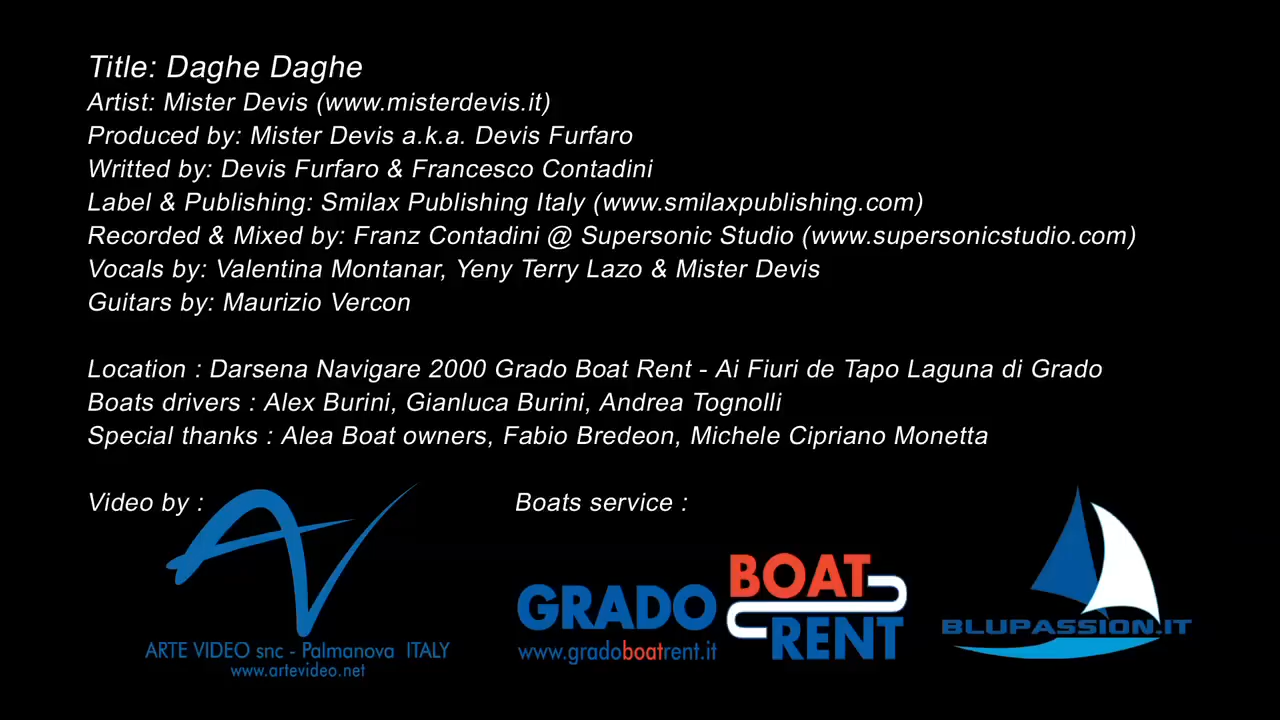 Title: Daghe Daghe
Artist: Mister Devis (www.misterdevis.it)
Produced by: Mister Devis a.k.a. Devis Furfaro
Writted by: Devis Furfaro & Francesco Contadini
Label & Publishing: Smilax Publishing Italy (www.smilaxpublishing.com)
Recorded & Mixed by: Franz Contadini @ Supersonic Studio (www.supersonicstudio.com)
Vocals by: Valentina Montanar, Yeny Terry Lazo & Mister Devis
Guitars by: Maurizio Vercon
Location : Darsena Navigare 2000 Grado Boat Rent - Ai Fiuri de Tapo Laguna di Grado
Boats drivers : Alex Burini, Gianluca Burini, Andrea Tognolli
Special thanks : Alea Boat owners, Fabio Bredeon, Michele Cipriano Monetta
Video by :
AV
ARTE VIDEO snc - Palmanova ITALY
www.artevideo.net
Boats service :
GRADO
BOAT
RENT
www.gradoboatrent.it
BLUPASSION.IT